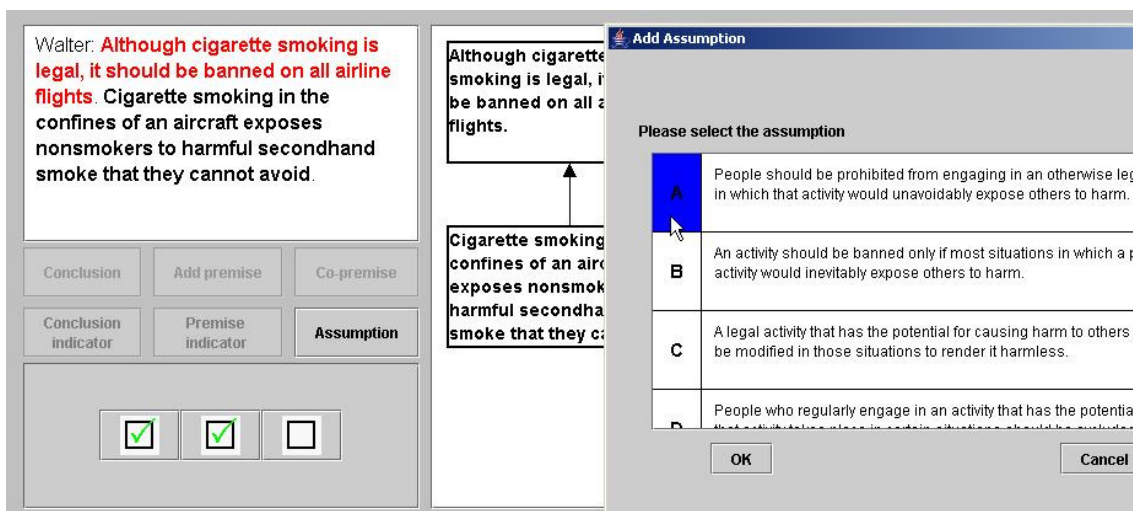 Walter: Although cigarette smoking is
legal, it should be banned on all airline
flights. Cigarette smoking in the
confines of an aircraft exposes
nonsmokers to harmful secondhand
smoke that they cannot avoid.
Conclusion
Add premise
Co-premise
Conclusion
indicator
Premise
indicator
Assumption
Although cigarette
smoking is legal, i
be banned on all a
flights.
Cigarette smoking
confines of an airc
exposes nonsmok
harmful secondha
smoke that they ca
Add Assumption
Please select the assumption
A
People should be prohibited from engaging in an otherwise leg
in which that activity would unavoidably expose others to harm.
B
An activity should be banned only if most situations in which a p
activity would inevitably expose others to harm.
C
A legal activity that has the potential for causing harm to others
be modified in those situations to render it harmless.
D
People who regularly engage in an activity that has the potentia
OK
Cancel